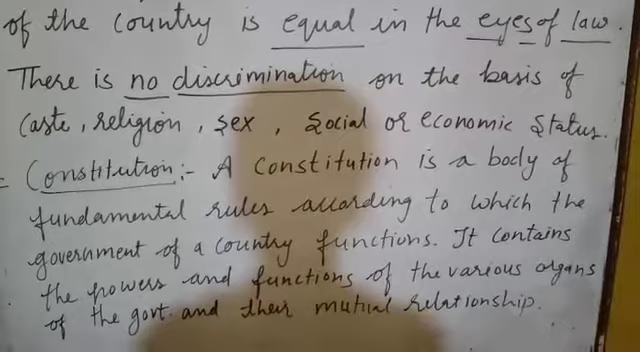 of the country is equal in the eyes of law.
There is no discrimination on the basis of
Caste, religion, sex, Social or economic Status.
Constitution:- A Constitution is a body of
fundamental rules according to which the
government of a country functions. It contains
the powers and functions of the various organs
of the govt. and their mutual relationship.